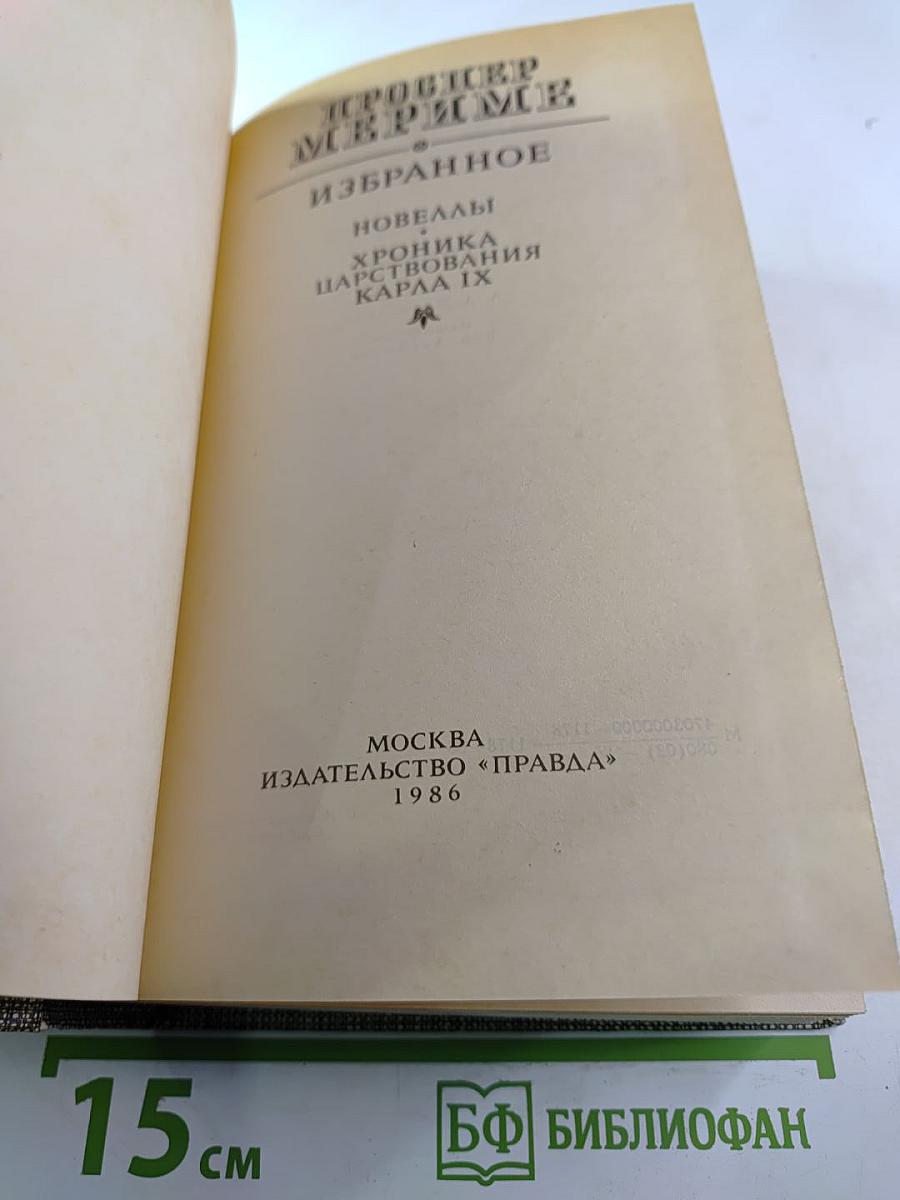 ПРОСПЕР
МЕРИМЕ
ИЗБРАННОЕ
НОВЕЛЛЫ
ХРОНИКА
ЦАРСТВОВАНИЯ
КАРЛА IX
МОСКВА
ИЗДАТЕЛЬСТВО «ПРАВДА»
1986
15 см
БФ БИБЛИОФАН